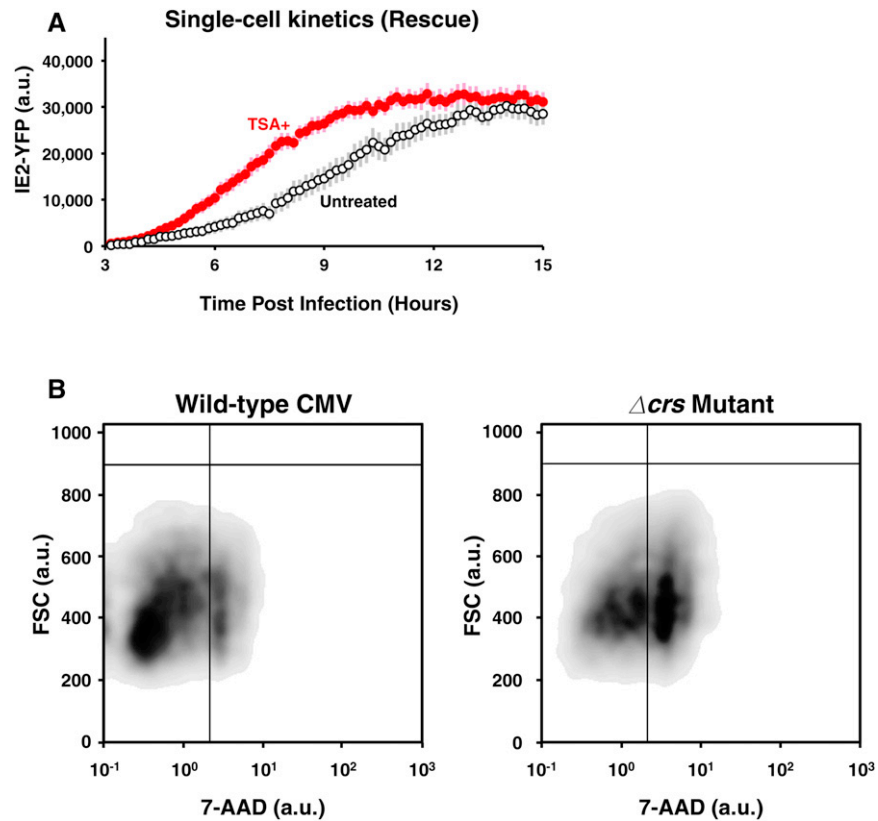 A
Single-cell kinetics (Rescue)
IE2-YFP (a.u.)
40,000
30,000
20,000
10,000
0
TSA+
Untreated
3 6 9 12 15
Time Post Infection (Hours)
B
Wild-type CMV
FSC (a.u.)
1000
800
600
400
200
0
10⁻¹ 10⁰ 10¹ 10² 10³
7-AAD (a.u.)
Δcrs Mutant
FSC (a.u.)
1000
800
600
400
200
0
10⁻¹ 10⁰ 10¹ 10² 10³
7-AAD (a.u.)